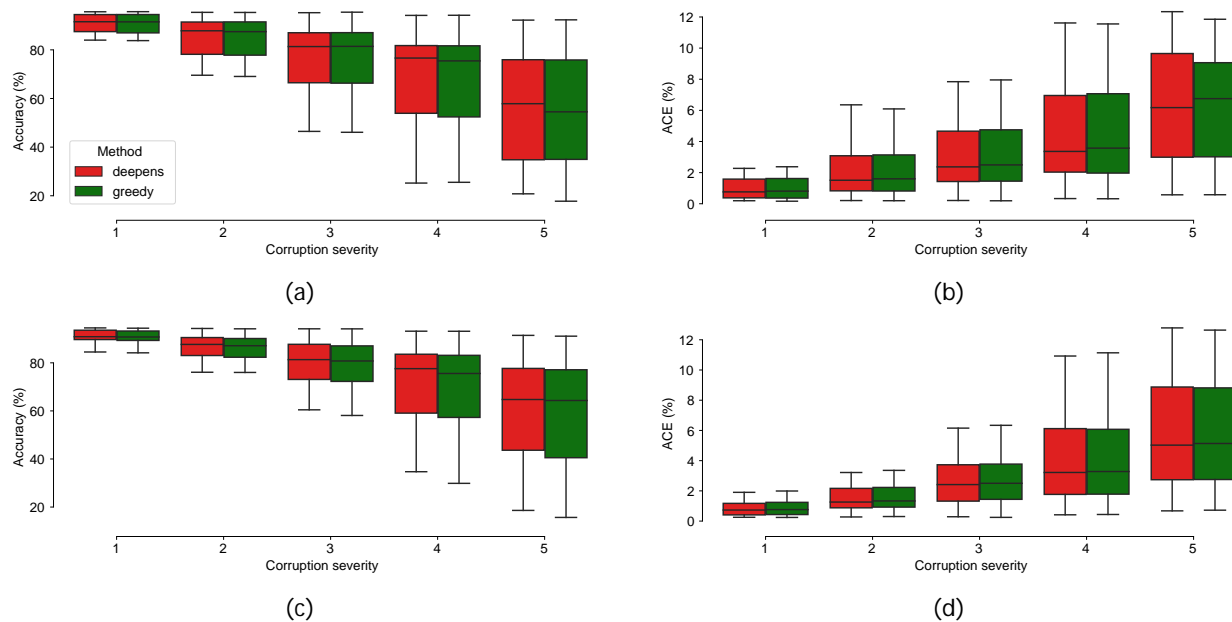 Accuracy (%)
80
60
40
20
Method
deepens
greedy
1 2 3 4 5
Corruption severity
(a)
ACE (%)
12
10
8
6
4
2
0
1 2 3 4 5
Corruption severity
(b)
Accuracy (%)
80
60
40
20
1 2 3 4 5
Corruption severity
(c)
ACE (%)
12
10
8
6
4
2
0
1 2 3 4 5
Corruption severity
(d)